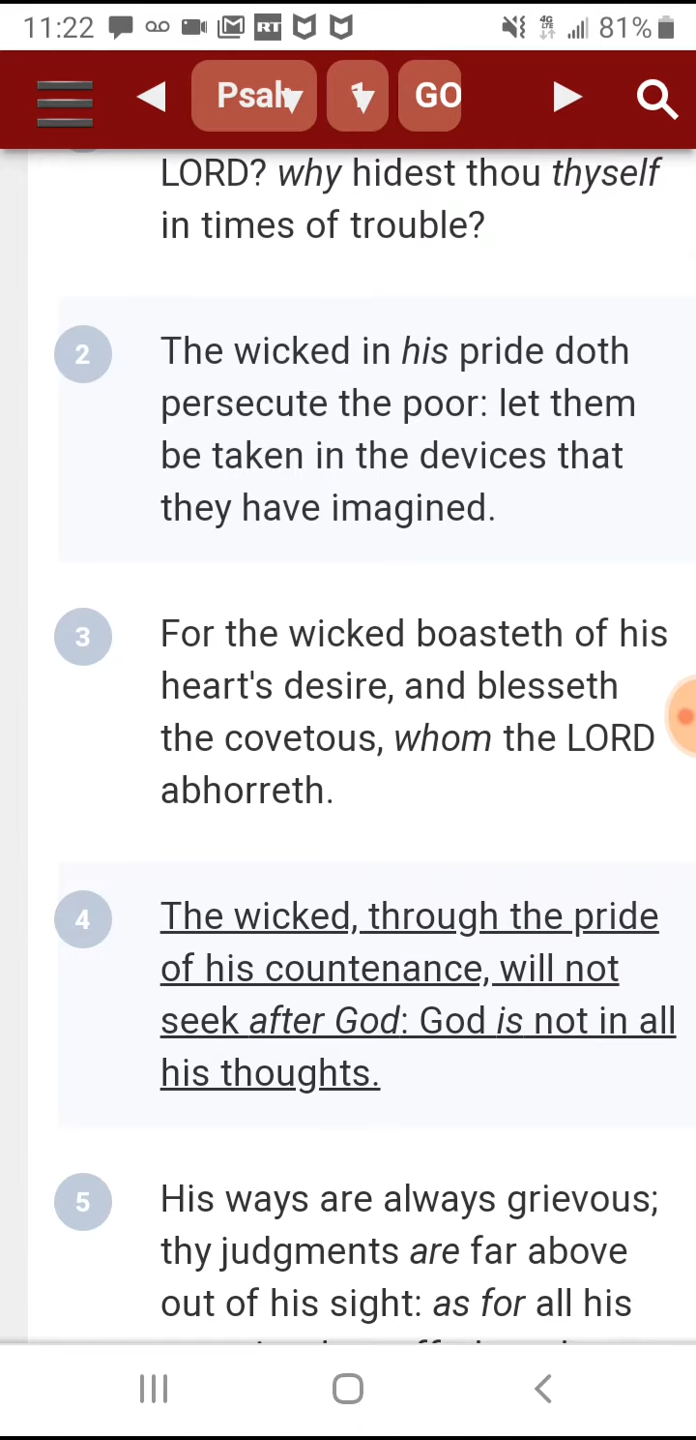 11:22 RT 4G LTE 81%
Psal 1 GO
LORD? why hidest thou thyself
in times of trouble?
2 The wicked in his pride doth
persecute the poor: let them
be taken in the devices that
they have imagined.
3 For the wicked boasteth of his
heart's desire, and blesseth
the covetous, whom the LORD
abhorreth.
4 The wicked, through the pride
of his countenance, will not
seek after God: God is not in all
his thoughts.
5 His ways are always grievous;
thy judgments are far above
out of his sight: as for all his